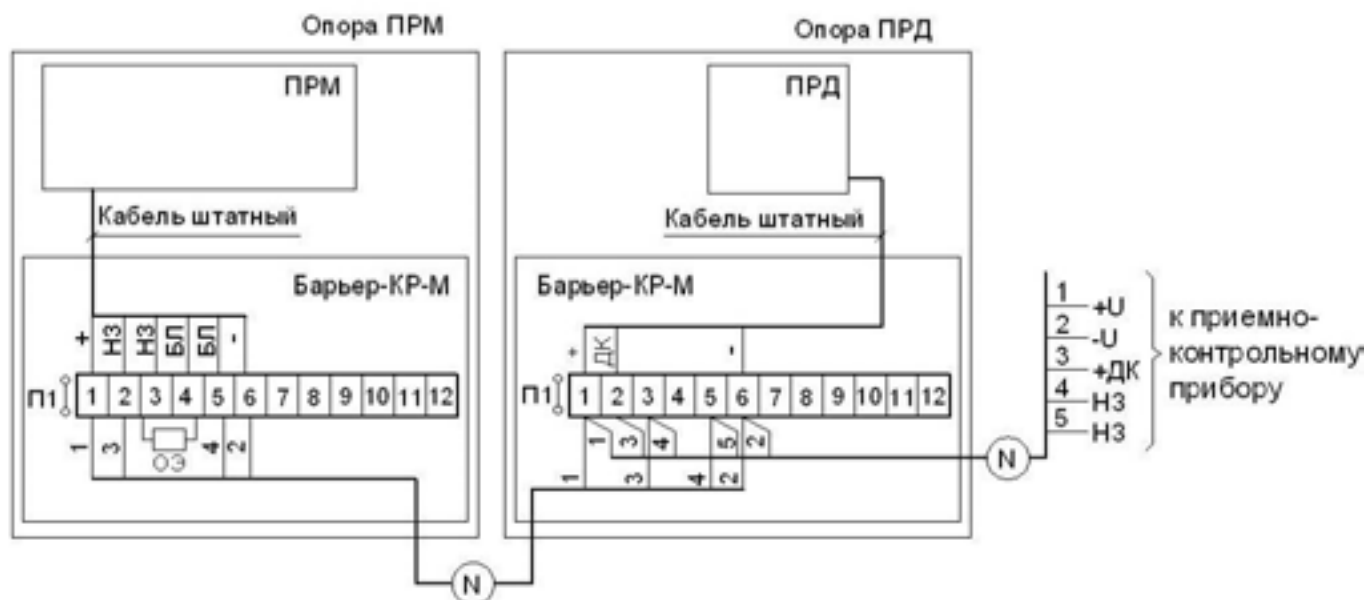 Опора ПРМ
Опора ПРД
ПРМ
ПРД
Кабель штатный
Кабель штатный
Барьер-КР-М
Барьер-КР-М
+ НЗ НЗ БЛ БЛ -
+ ДК -
П1 1 2 3 4 5 6 7 8 9 10 11 12
П1 1 2 3 4 5 6 7 8 9 10 11 12
1 3 ОЭ 4 2
1 3 4 5 2
1 3 4 2
N
N
1 +U
2 -U
3 +ДК
4 НЗ
5 НЗ
к приемно-
контрольному
прибору